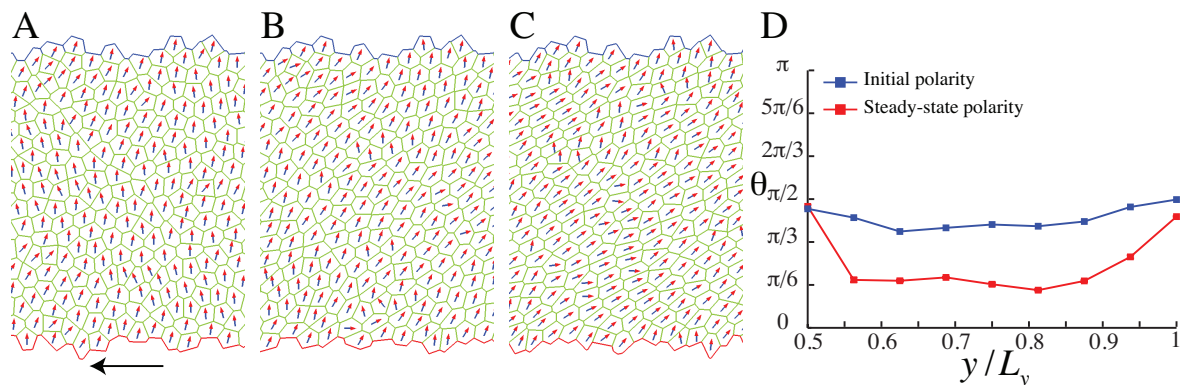 A
B
C
D
π
5π/6
2π/3
θ
π/2
π/3
π/6
0
Initial polarity
Steady-state polarity
0.5 0.6 0.7 0.8 0.9 1
y/L_y